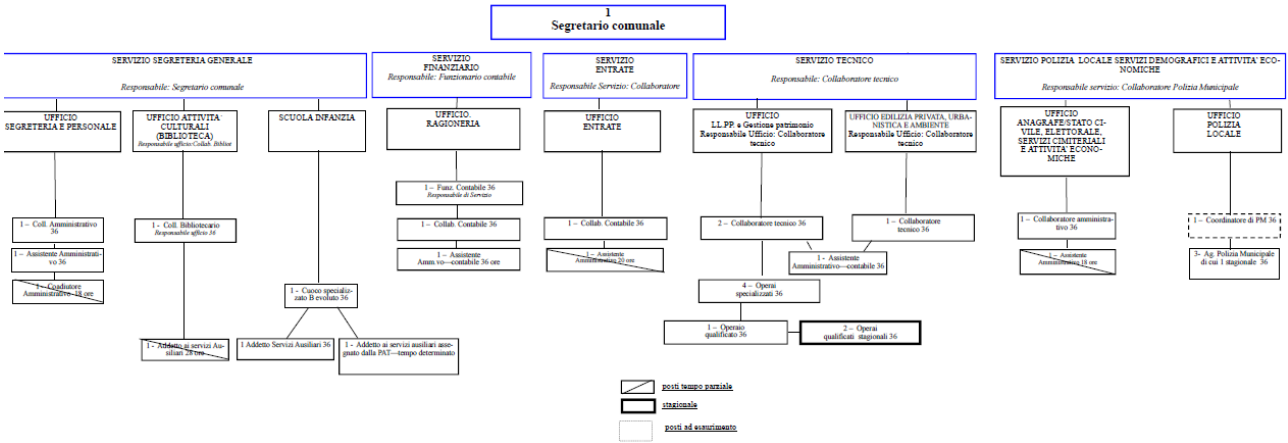 1
Segretario comunale
SERVIZIO SEGRETERIA GENERALE
Responsabile: Segretario comunale
SERVIZIO
FINANZIARIO
Responsabile: Funzionario contabile
SERVIZIO
ENTRATE
Responsabile Servizio: Collaboratore
SERVIZIO TECNICO
Responsabile: Collaboratore tecnico
SERVIZIO POLIZIA LOCALE SERVIZI DEMOGRAFICI E ATTIVITA' ECO-
NOMICHE
Responsabile servizio: Collaboratore Polizia Municipale
UFFICIO
SEGRETERIA E PERSONALE
UFFICIO ATTIVITA'
CULTURALI
(BIBLIOTECA)
Responsabile ufficio:Collab. Bibliot
SCUOLA INFANZIA
UFFICIO.
RAGIONERIA
UFFICIO
ENTRATE
UFFICIO
LL.PP. e Gestione patrimonio
Responsabile Ufficio: Collaboratore
tecnico
UFFICIO EDILIZIA PRIVATA, URBA-
NISTICA E AMBIENTE
Responsabile Ufficio: Collaboratore
tecnico
UFFICIO
ANAGRAFE/STATO CI-
VILE, ELETTORALE,
SERVIZI CIMITERIALI
E ATTIVITA' ECONO-
MICHE
UFFICIO
POLIZIA
LOCALE
1 – Funz. Contabile 36
Responsabile di Servizio
1 – Coll. Amministrativo
36
1 – Coll. Bibliotecario
Responsabile ufficio 36
1 – Collab. Contabile 36
1 – Collab. Contabile 36
2 – Collaboratore tecnico 36
1 – Collaboratore
tecnico 36
1 – Collaboratore amministra-
tivo 36
1 – Coordinatore di PM 36
1 – Assistente Amministrati-
vo 36
1 – Assistente
Amm.vo—contabile 36 ore
1 – Assistente
Amministrativo 20 ore
1 - Assistente
Amministrativo—contabile 36
1 – Assistente
Amministrativo 18 ore
3- Ag. Polizia Municipale
di cui 1 stagionale 36
1 – Coadiutore
Amministrativo 18 ore
1 - Cuoco specializ-
zato B evoluto 36
4 – Operai
specializzati 36
1 – Operaio
qualificato 36
2 – Operai
qualificati stagionali 36
1 - Addetto ai servizi Au-
siliari 28 ore
1 Addetto Servizi Ausiliari 36
1 - Addetto ai servizi ausiliari asse-
gnato dalla PAT—tempo determinato
posti tempo parziale
stagionale
posti ad esaurimento